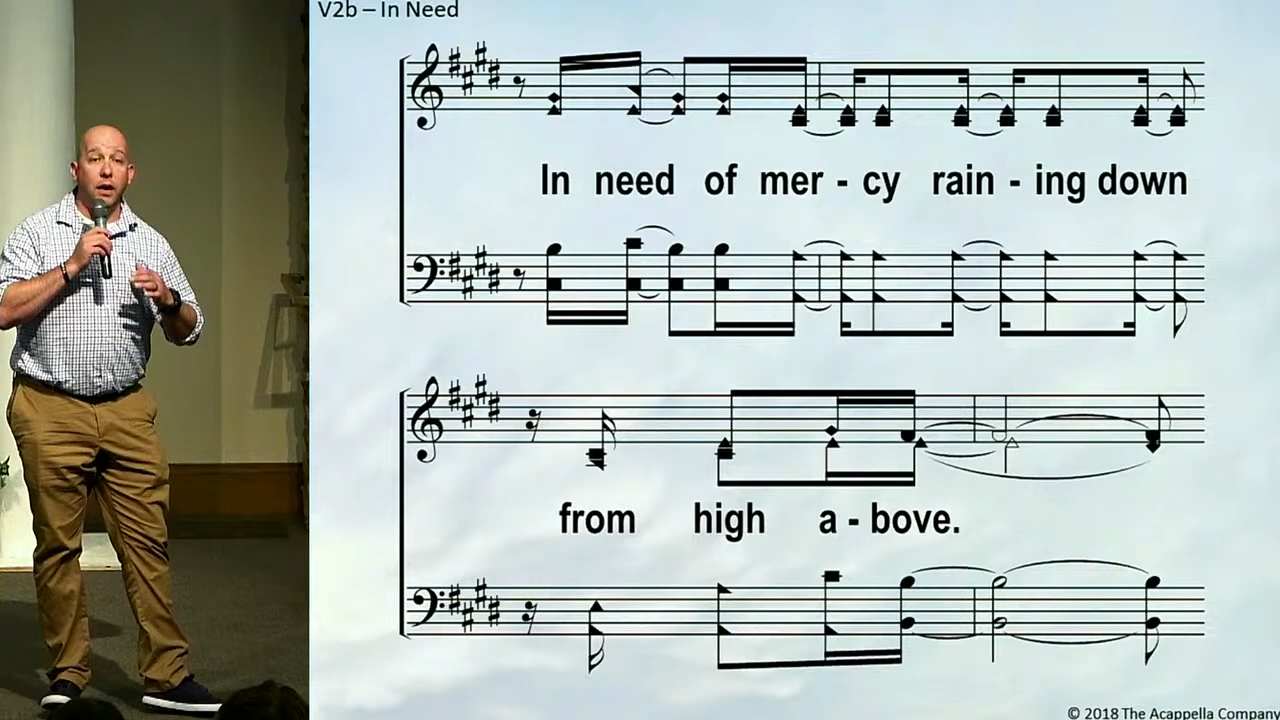 V2b – In Need
In need of mer - cy rain - ing down
from high a - bove.
© 2018 The Acappella Company